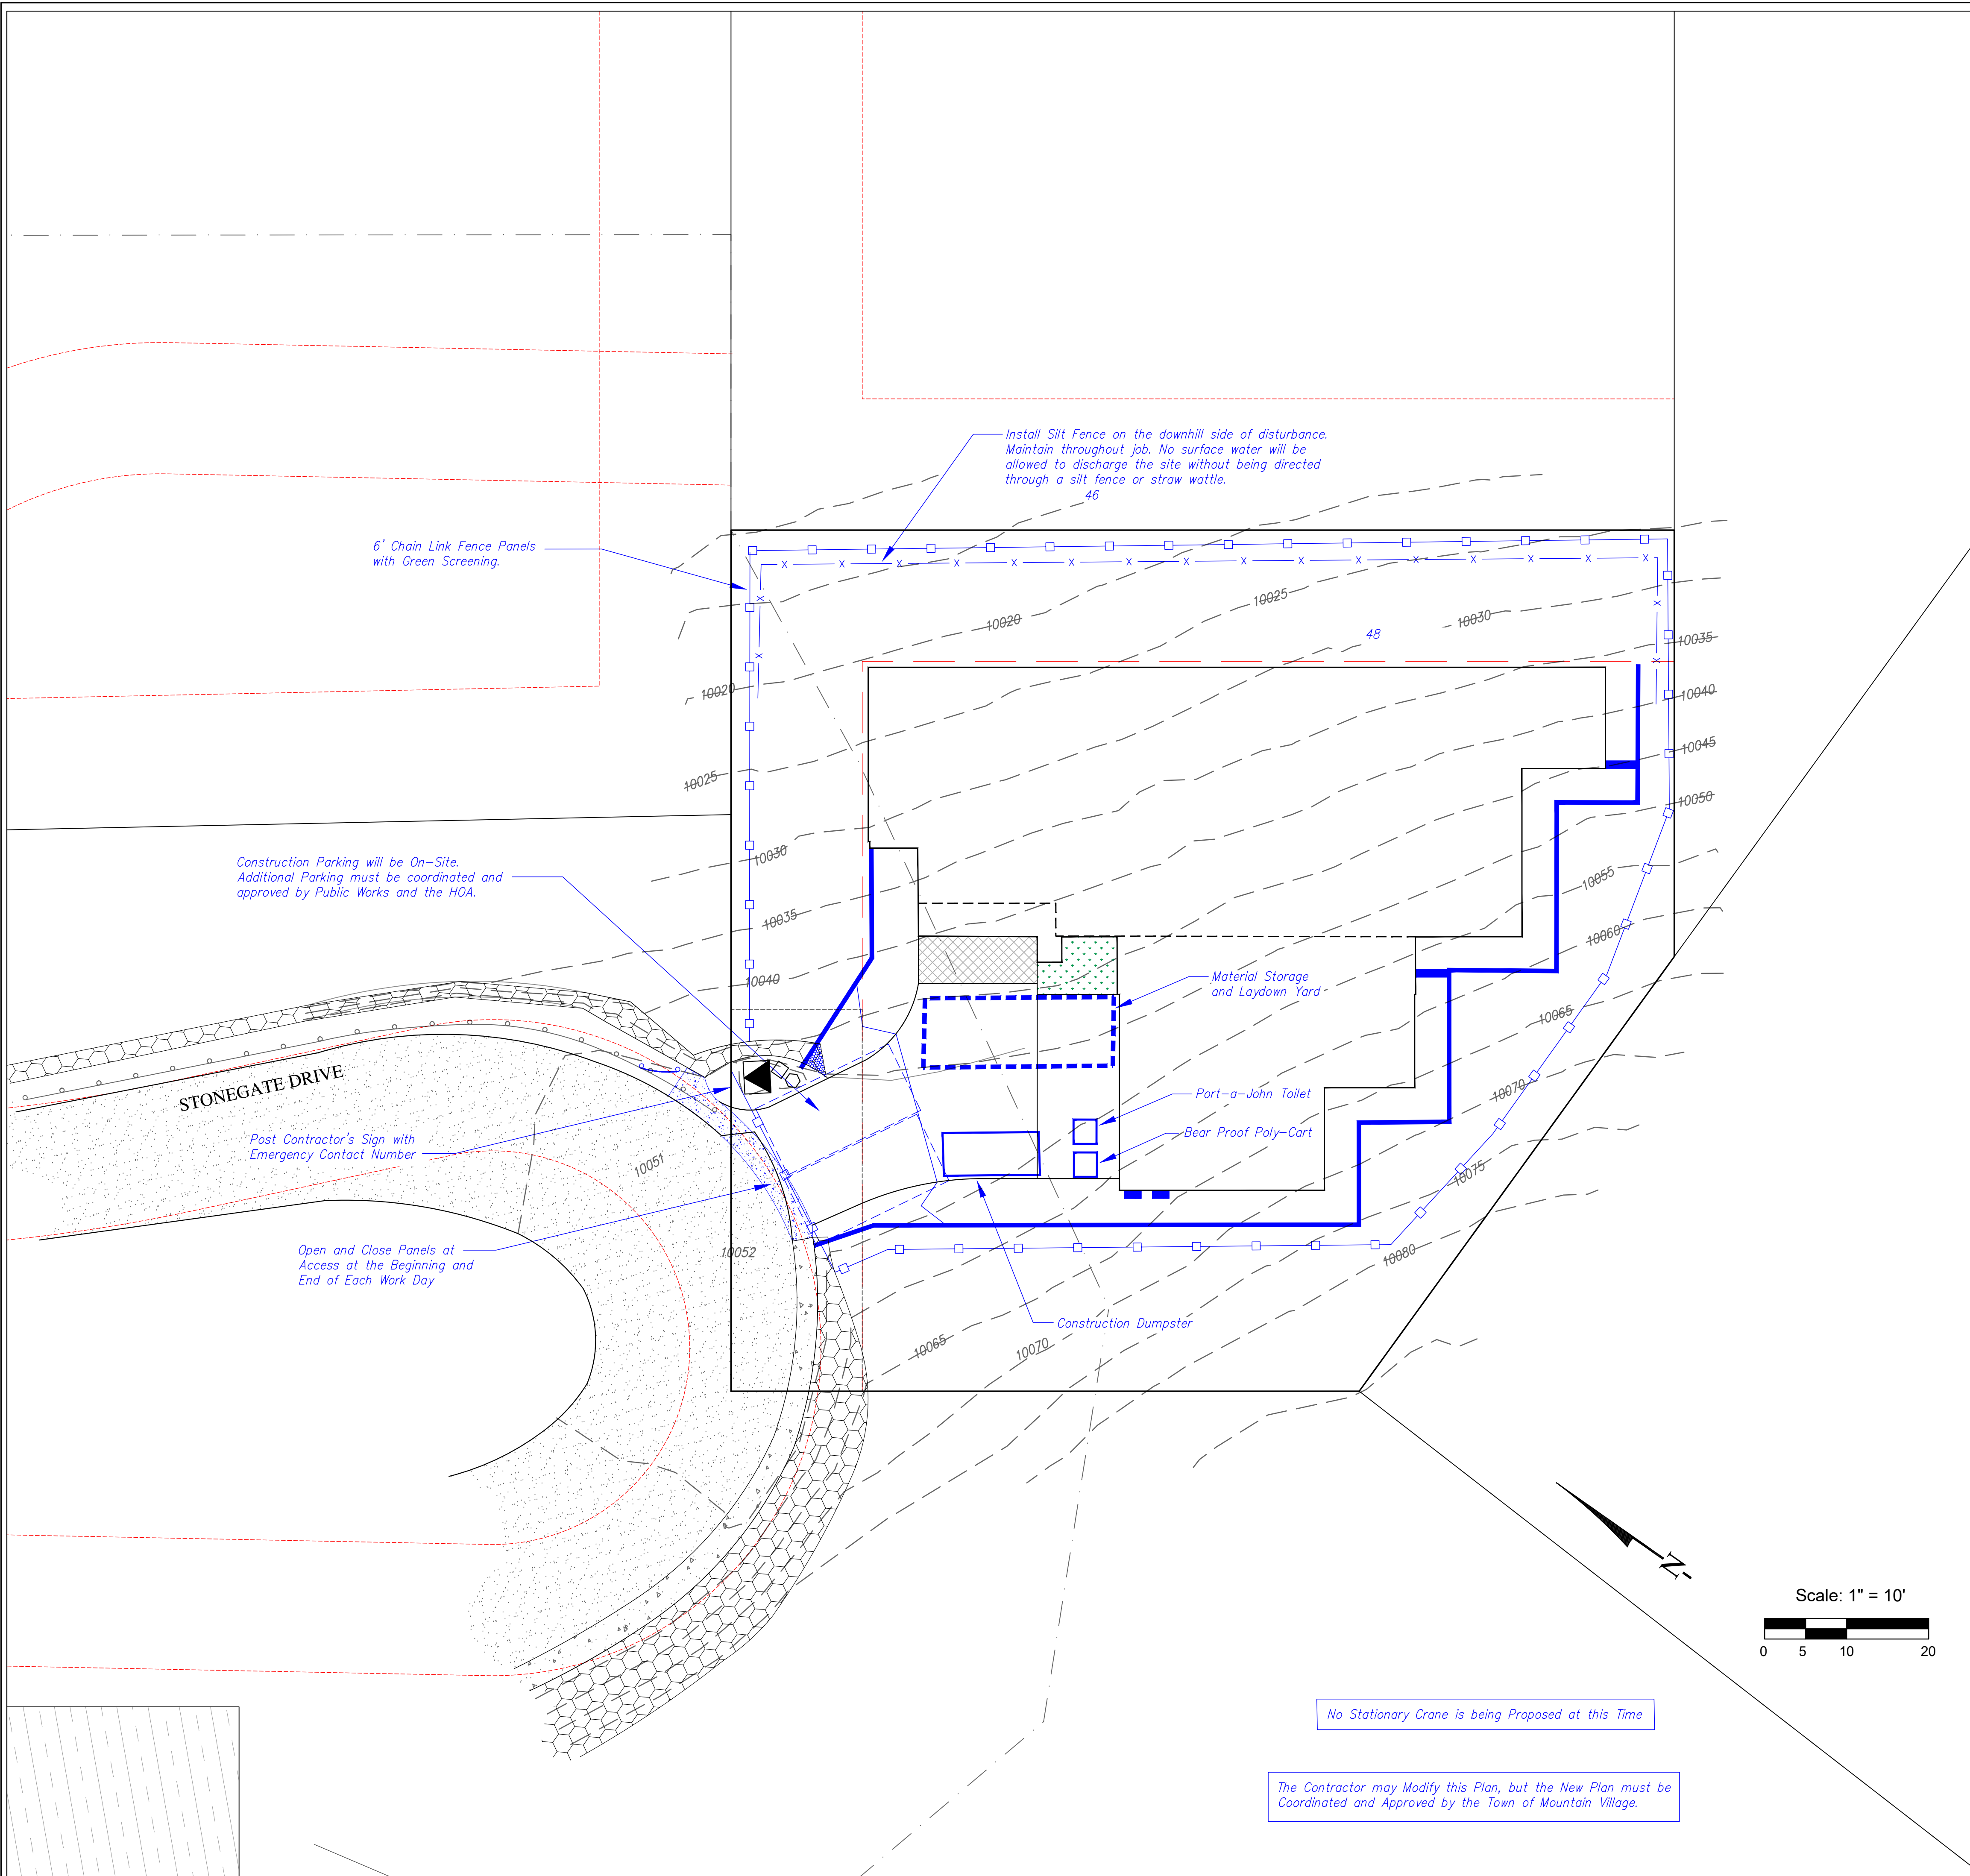 Install Silt Fence on the downhill side of disturbance.
Maintain throughout job. No surface water will be
allowed to discharge the site without being directed
through a silt fence or straw wattle.
46
6' Chain Link Fence Panels
with Green Screening.
10020
10025
10030
48
10035
10020
10040
10025
10045
10050
10030
Construction Parking will be On-Site.
Additional Parking must be coordinated and
approved by Public Works and the HOA.
10055
10035
10060
10040
Material Storage
and Laydown Yard
10065
STONEGATE DRIVE
10070
Port-a-John Toilet
Bear Proof Poly-Cart
Post Contractor's Sign with
Emergency Contact Number
10051
10075
Open and Close Panels at
Access at the Beginning and
End of Each Work Day
10052
10080
Construction Dumpster
10065
10070
N
Scale: 1" = 10'
0 5 10 20
No Stationary Crane is being Proposed at this Time
The Contractor may Modify this Plan, but the New Plan must be
Coordinated and Approved by the Town of Mountain Village.